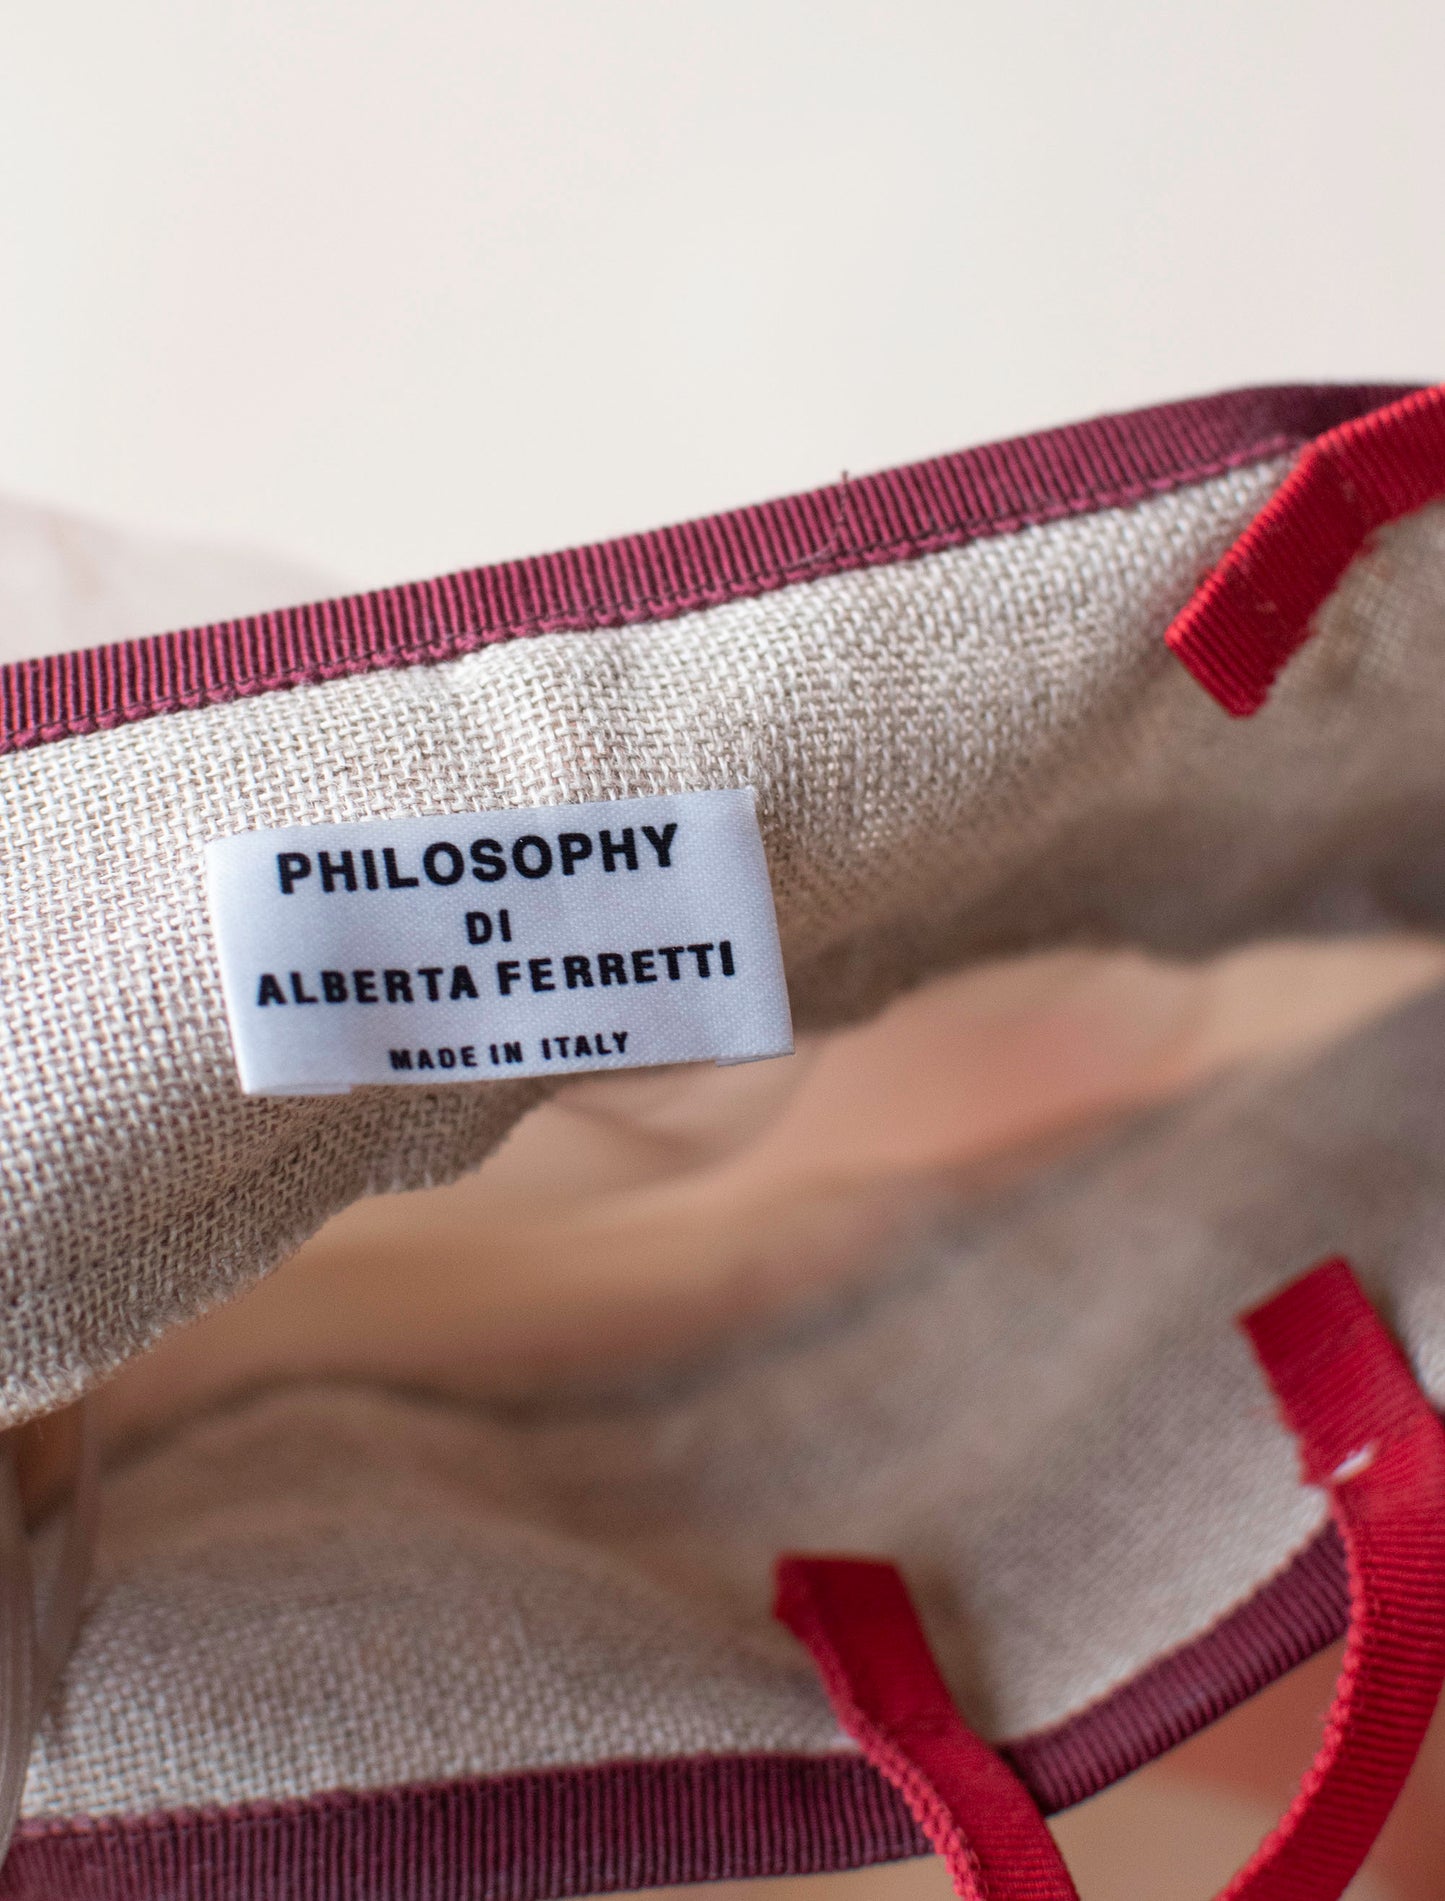 PHILOSOPHY
DI
ALBERTA FERRETTI
MADE IN ITALY